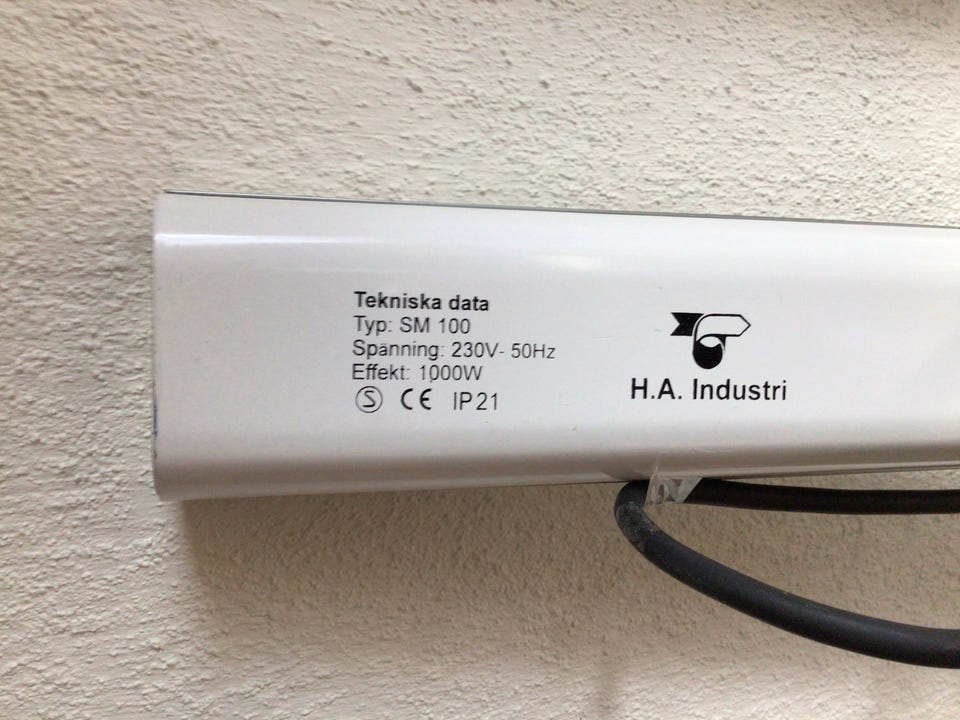 Tekniska data
Typ: SM 100
Spänning: 230V- 50Hz
Effekt: 1000W
S CE IP21
H.A. Industri